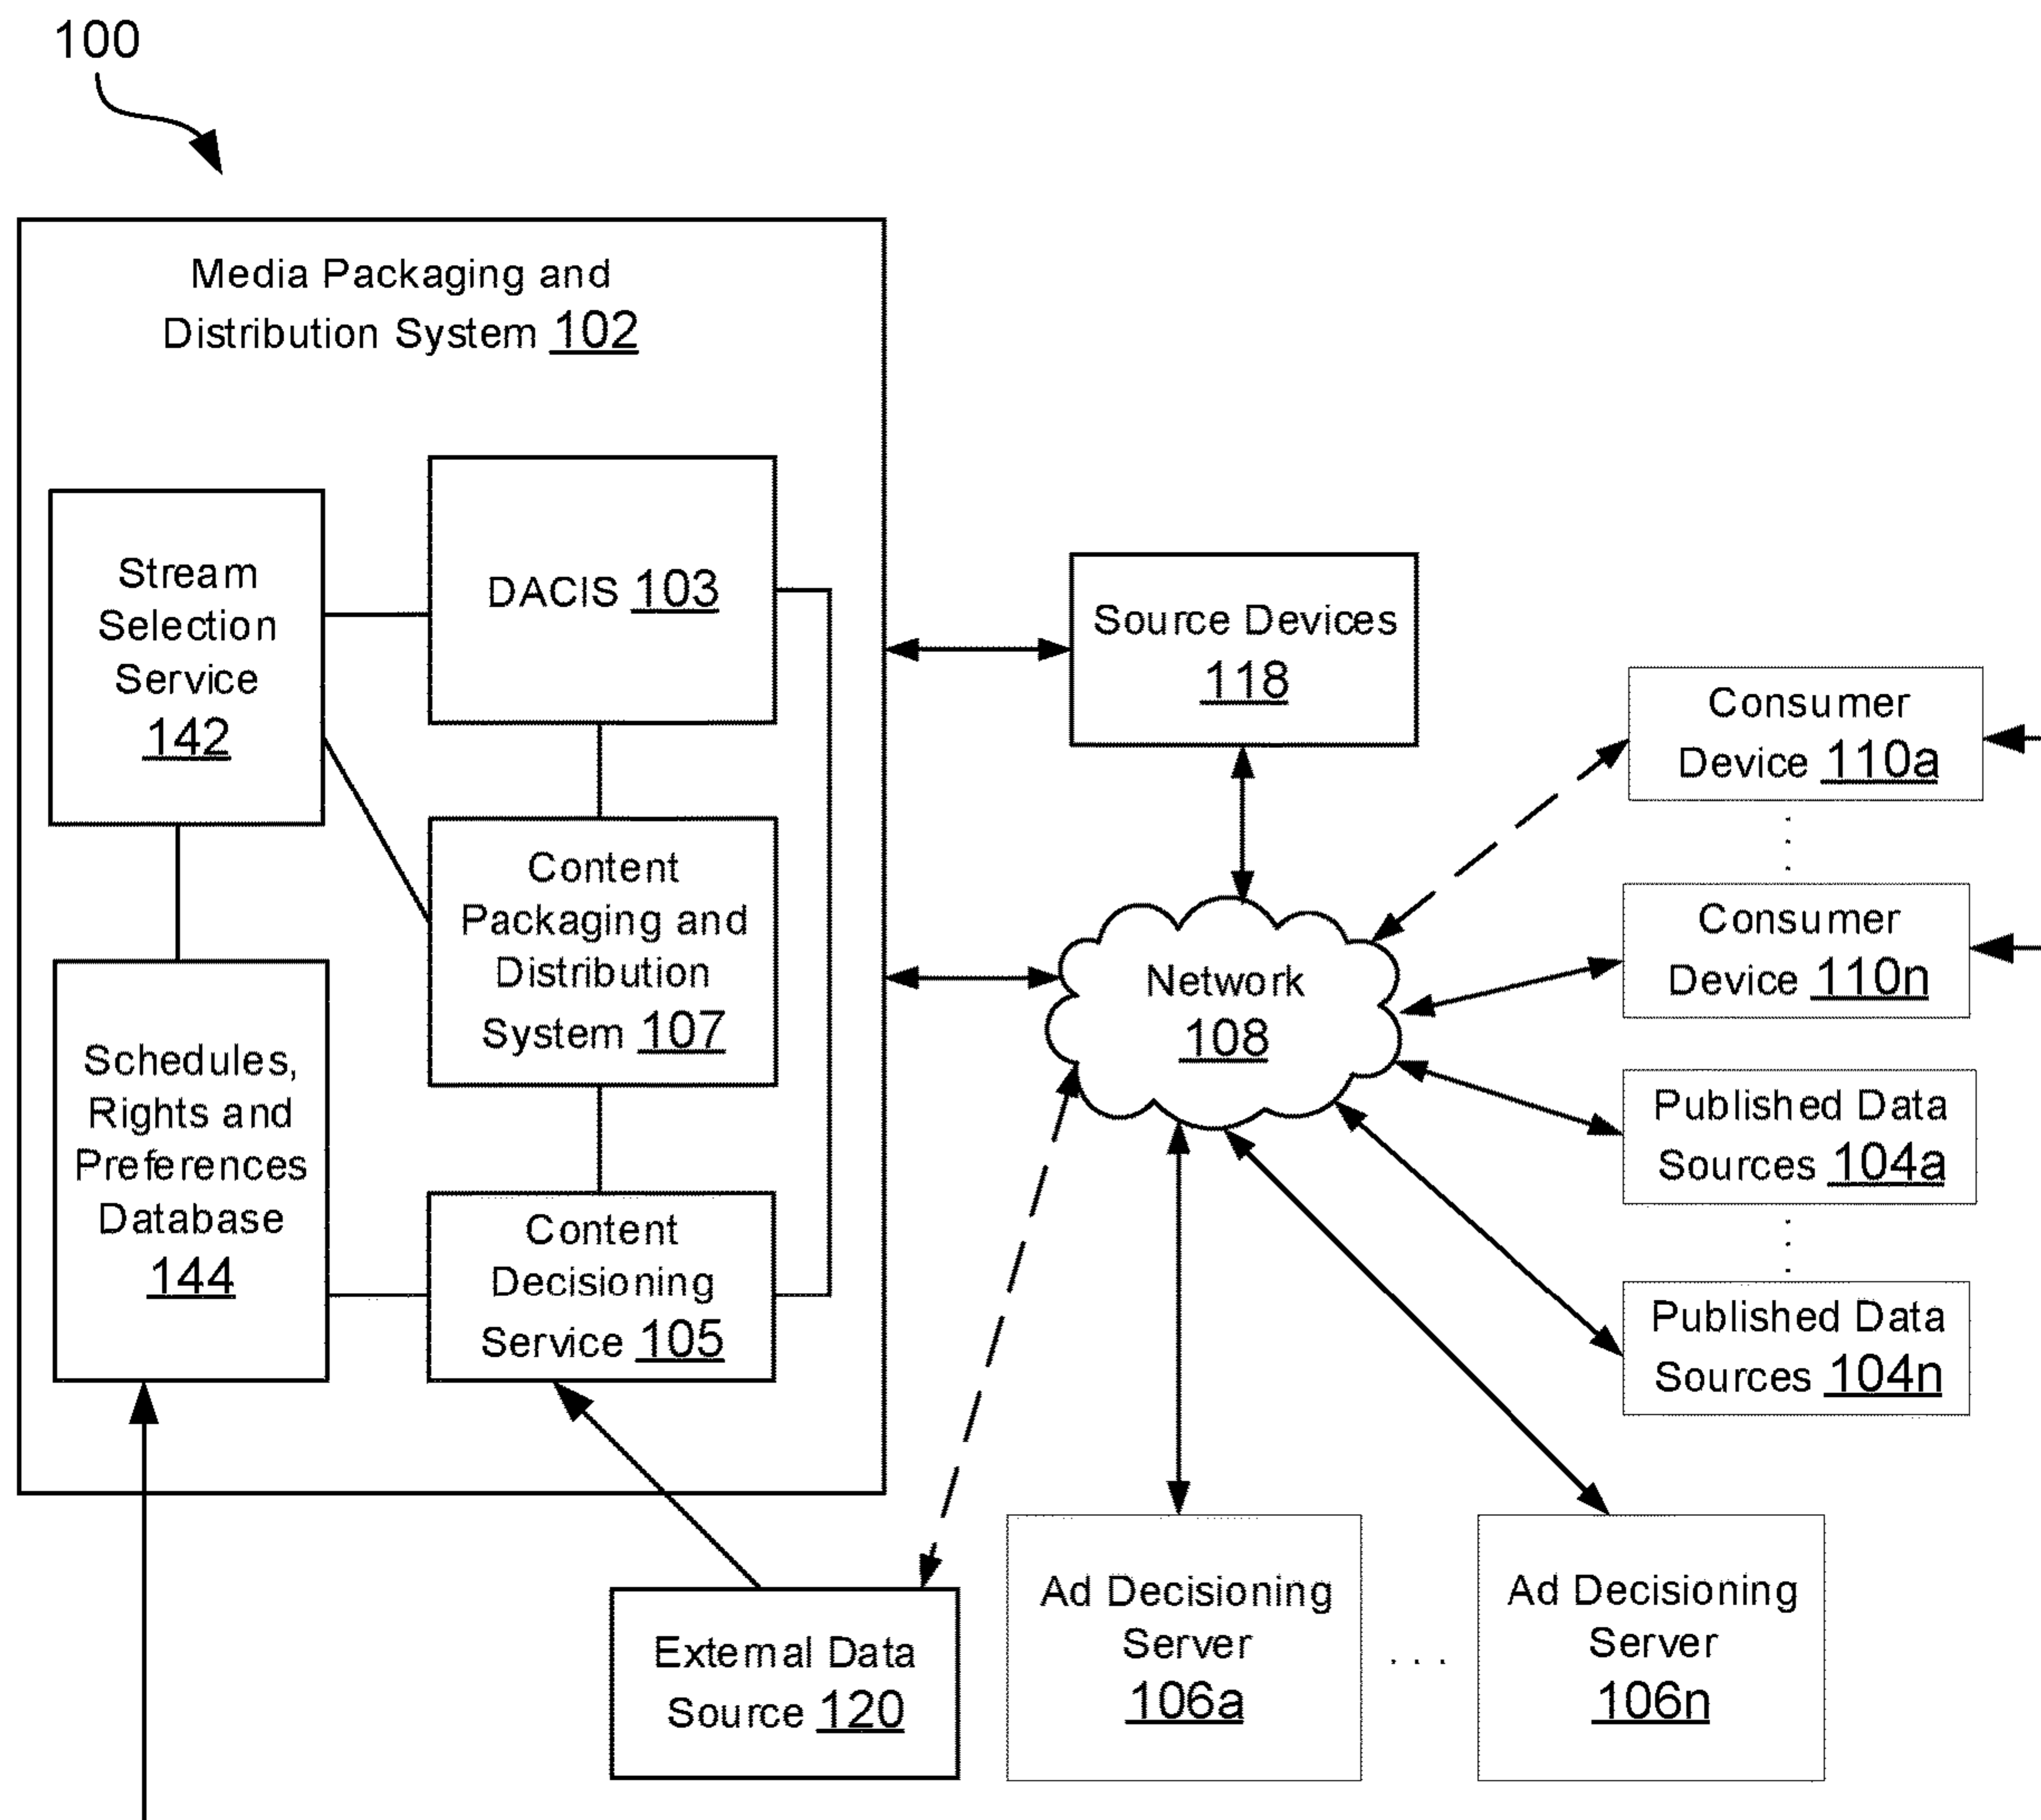 100
Media Packaging and
Distribution System 102
Stream
Selection
Service
142
DACIS 103
Content
Packaging and
Distribution
System 107
Schedules,
Rights and
Preferences
Database
144
Content
Decisioning
Service 105
Source Devices
118
Network
108
Consumer
Device 110a
Consumer
Device 110n
Published Data
Sources 104a
Published Data
Sources 104n
External Data
Source 120
Ad Decisioning
Server
106a
. . .
Ad Decisioning
Server
106n